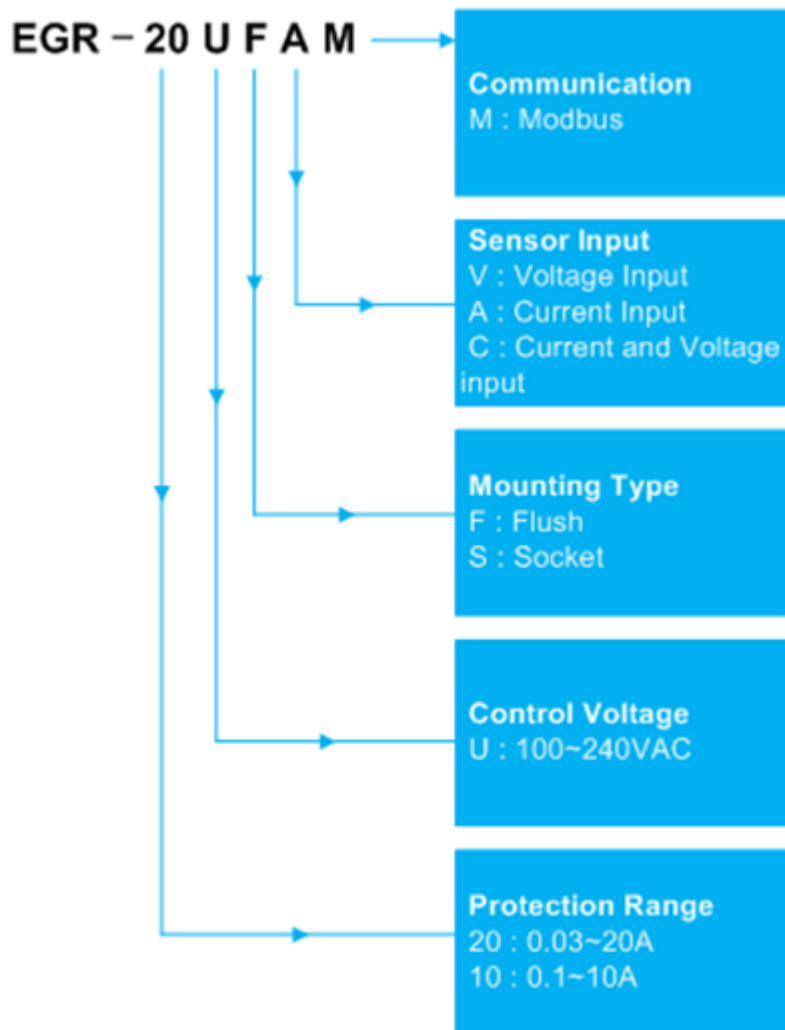 EGR－20 U F A M
Communication
M : Modbus
Sensor Input
V : Voltage Input
A : Current Input
C : Current and Voltage
input
Mounting Type
F : Flush
S : Socket
Control Voltage
U : 100~240VAC
Protection Range
20 : 0.03~20A
10 : 0.1~10A